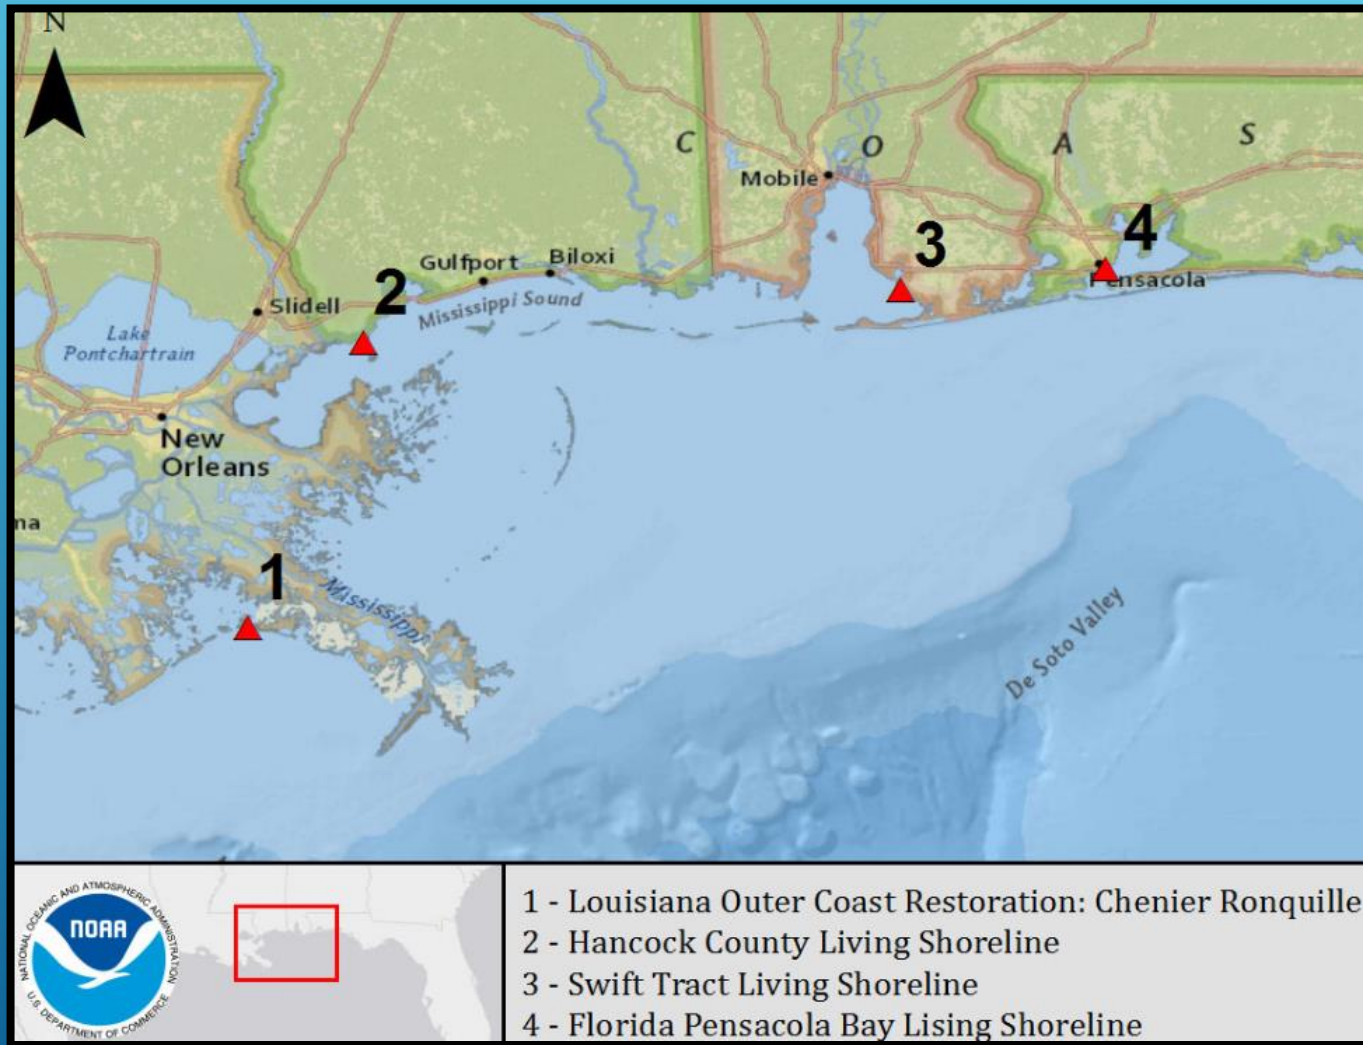 N
C O A S
Mobile
3
4
Pensacola
Gulfport
Biloxi
Mississippi Sound
2
Slidell
Lake
Pontchartrain
New
Orleans
na
1
Mississippi
De Soto Valley
NATIONAL OCEANIC AND ATMOSPHERIC ADMINISTRATION
NOAA
U.S. DEPARTMENT OF COMMERCE
1 - Louisiana Outer Coast Restoration: Chenier Ronquille
2 - Hancock County Living Shoreline
3 - Swift Tract Living Shoreline
4 - Florida Pensacola Bay Lising Shoreline